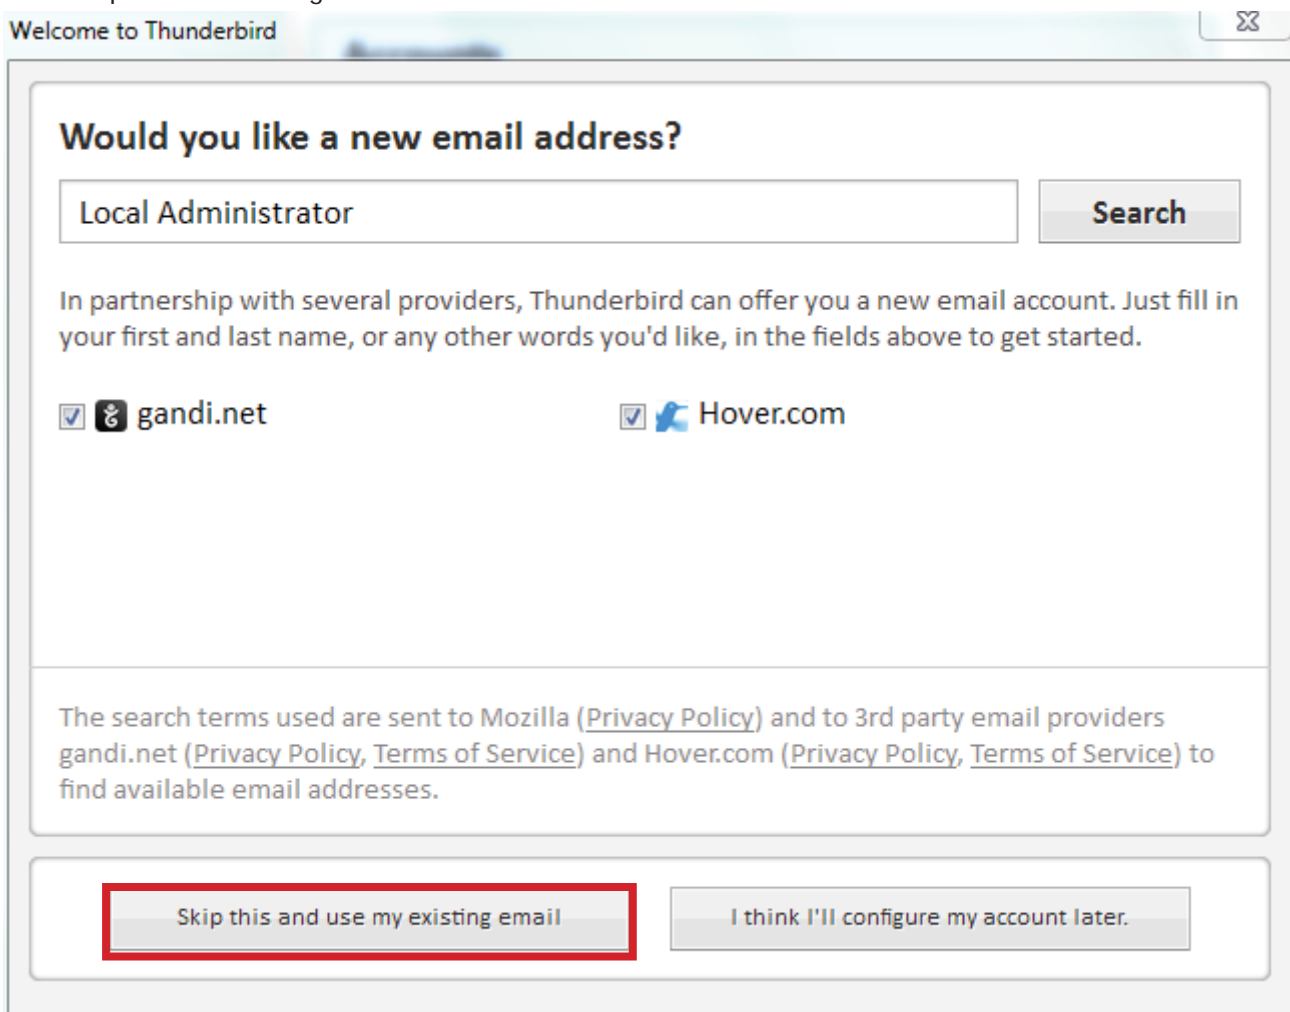 Welcome to Thunderbird
Accounts
Would you like a new email address?
Local Administrator
Search
In partnership with several providers, Thunderbird can offer you a new email account. Just fill in
your first and last name, or any other words you'd like, in the fields above to get started.
gandi.net
Hover.com
The search terms used are sent to Mozilla (Privacy Policy) and to 3rd party email providers
gandi.net (Privacy Policy, Terms of Service) and Hover.com (Privacy Policy, Terms of Service) to
find available email addresses.
Skip this and use my existing email
I think I'll configure my account later.